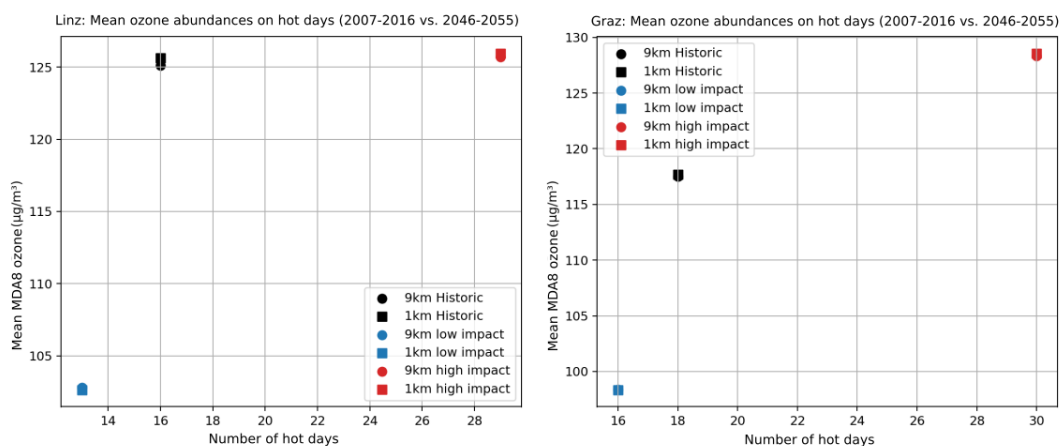 Linz: Mean ozone abundances on hot days (2007-2016 vs. 2046-2055)
125
120
115
110
105
Mean MDA8 ozone (µg/m³)
9km Historic
1km Historic
9km low impact
1km low impact
9km high impact
1km high impact
14 16 18 20 22 24 26 28
Number of hot days
Graz: Mean ozone abundances on hot days (2007-2016 vs. 2046-2055)
130
125
120
115
110
105
100
Mean MDA8 ozone (µg/m³)
9km Historic
1km Historic
9km low impact
1km low impact
9km high impact
1km high impact
16 18 20 22 24 26 28 30
Number of hot days